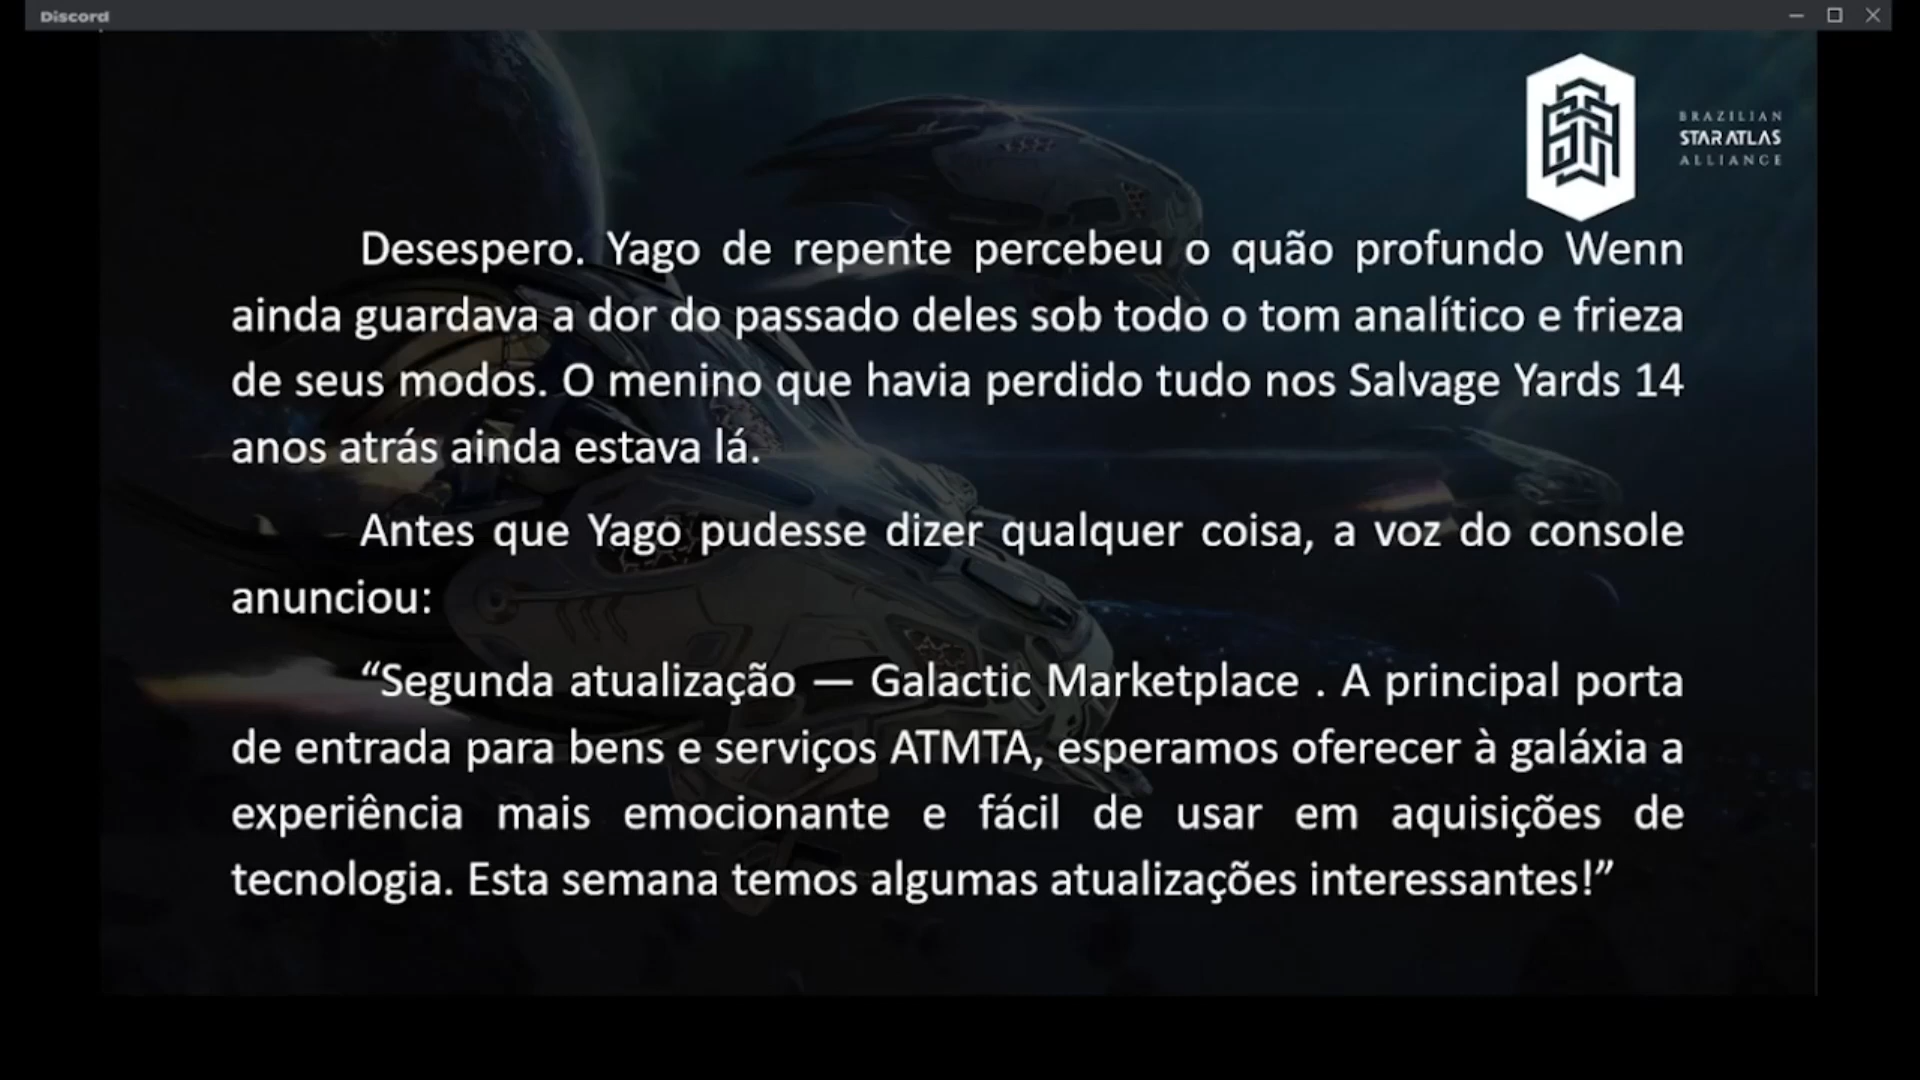 Discord
BRAZILIAN
STAR ATLAS
ALLIANCE
Desespero. Yago de repente percebeu o quão profundo Wenn
ainda guardava a dor do passado deles sob todo o tom analítico e frieza
de seus modos. O menino que havia perdido tudo nos Salvage Yards 14
anos atrás ainda estava lá.
Antes que Yago pudesse dizer qualquer coisa, a voz do console
anunciou:
“Segunda atualização — Galactic Marketplace . A principal porta
de entrada para bens e serviços ATMTA, esperamos oferecer à galáxia a
experiência mais emocionante e fácil de usar em aquisições de
tecnologia. Esta semana temos algumas atualizações interessantes!”